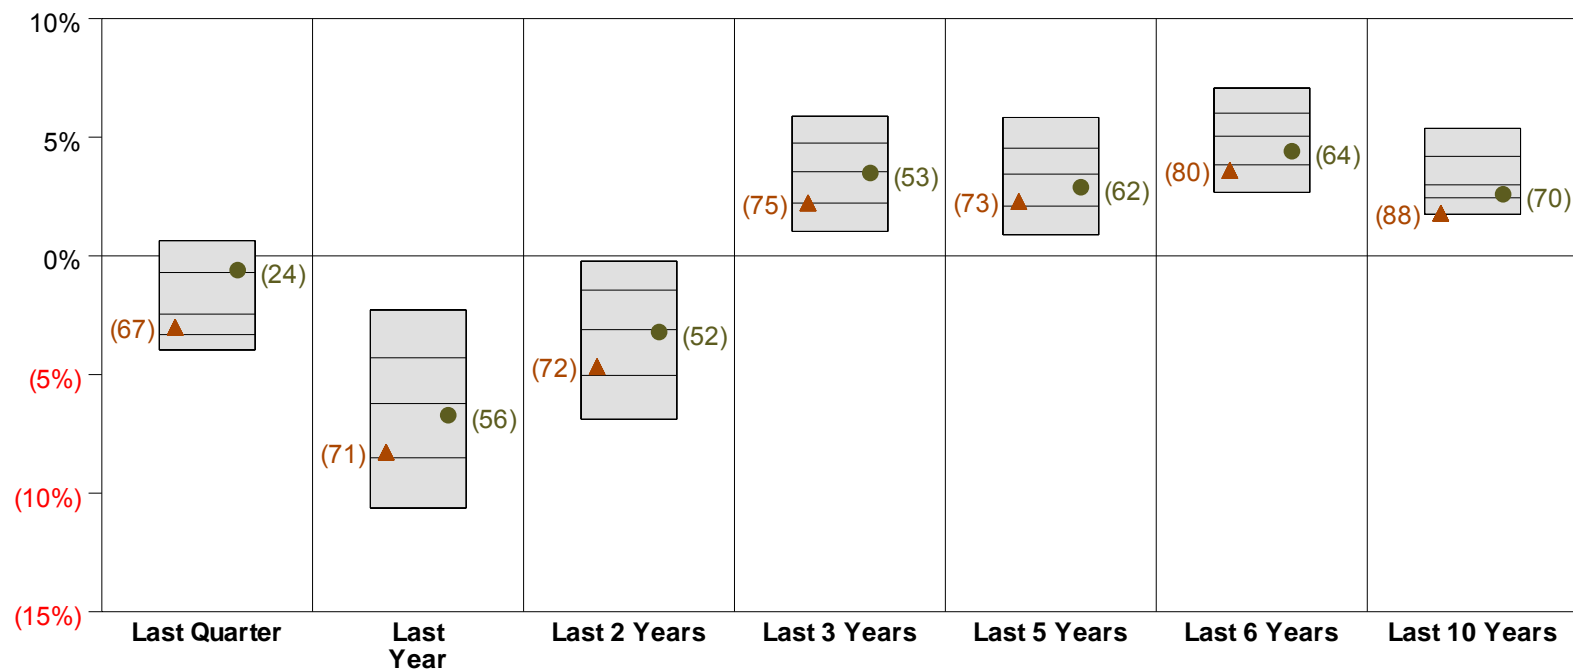 10%
5%
0%
(5%)
(10%)
(15%)
(67)
(24)
(71)
(56)
(72)
(52)
(75)
(53)
(73)
(62)
(80)
(64)
(88)
(70)
Last Quarter
Last
Year
Last 2 Years
Last 3 Years
Last 5 Years
Last 6 Years
Last 10 Years